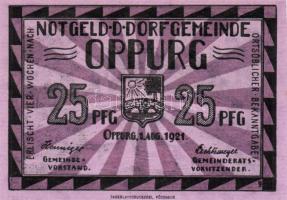 NOTGELD·D·DORFGEMEINDE
OPPURG
ERLISCHT VIER WOCHEN NACH
ORTSÜBLICHER BEKANNTGABE!
25 PFG
25 PFG
OPPURG, 1. AUG. 1921.
GEMEINDE-
VORSTAND.
GEMEINDERATS-
VORSITZENDER.